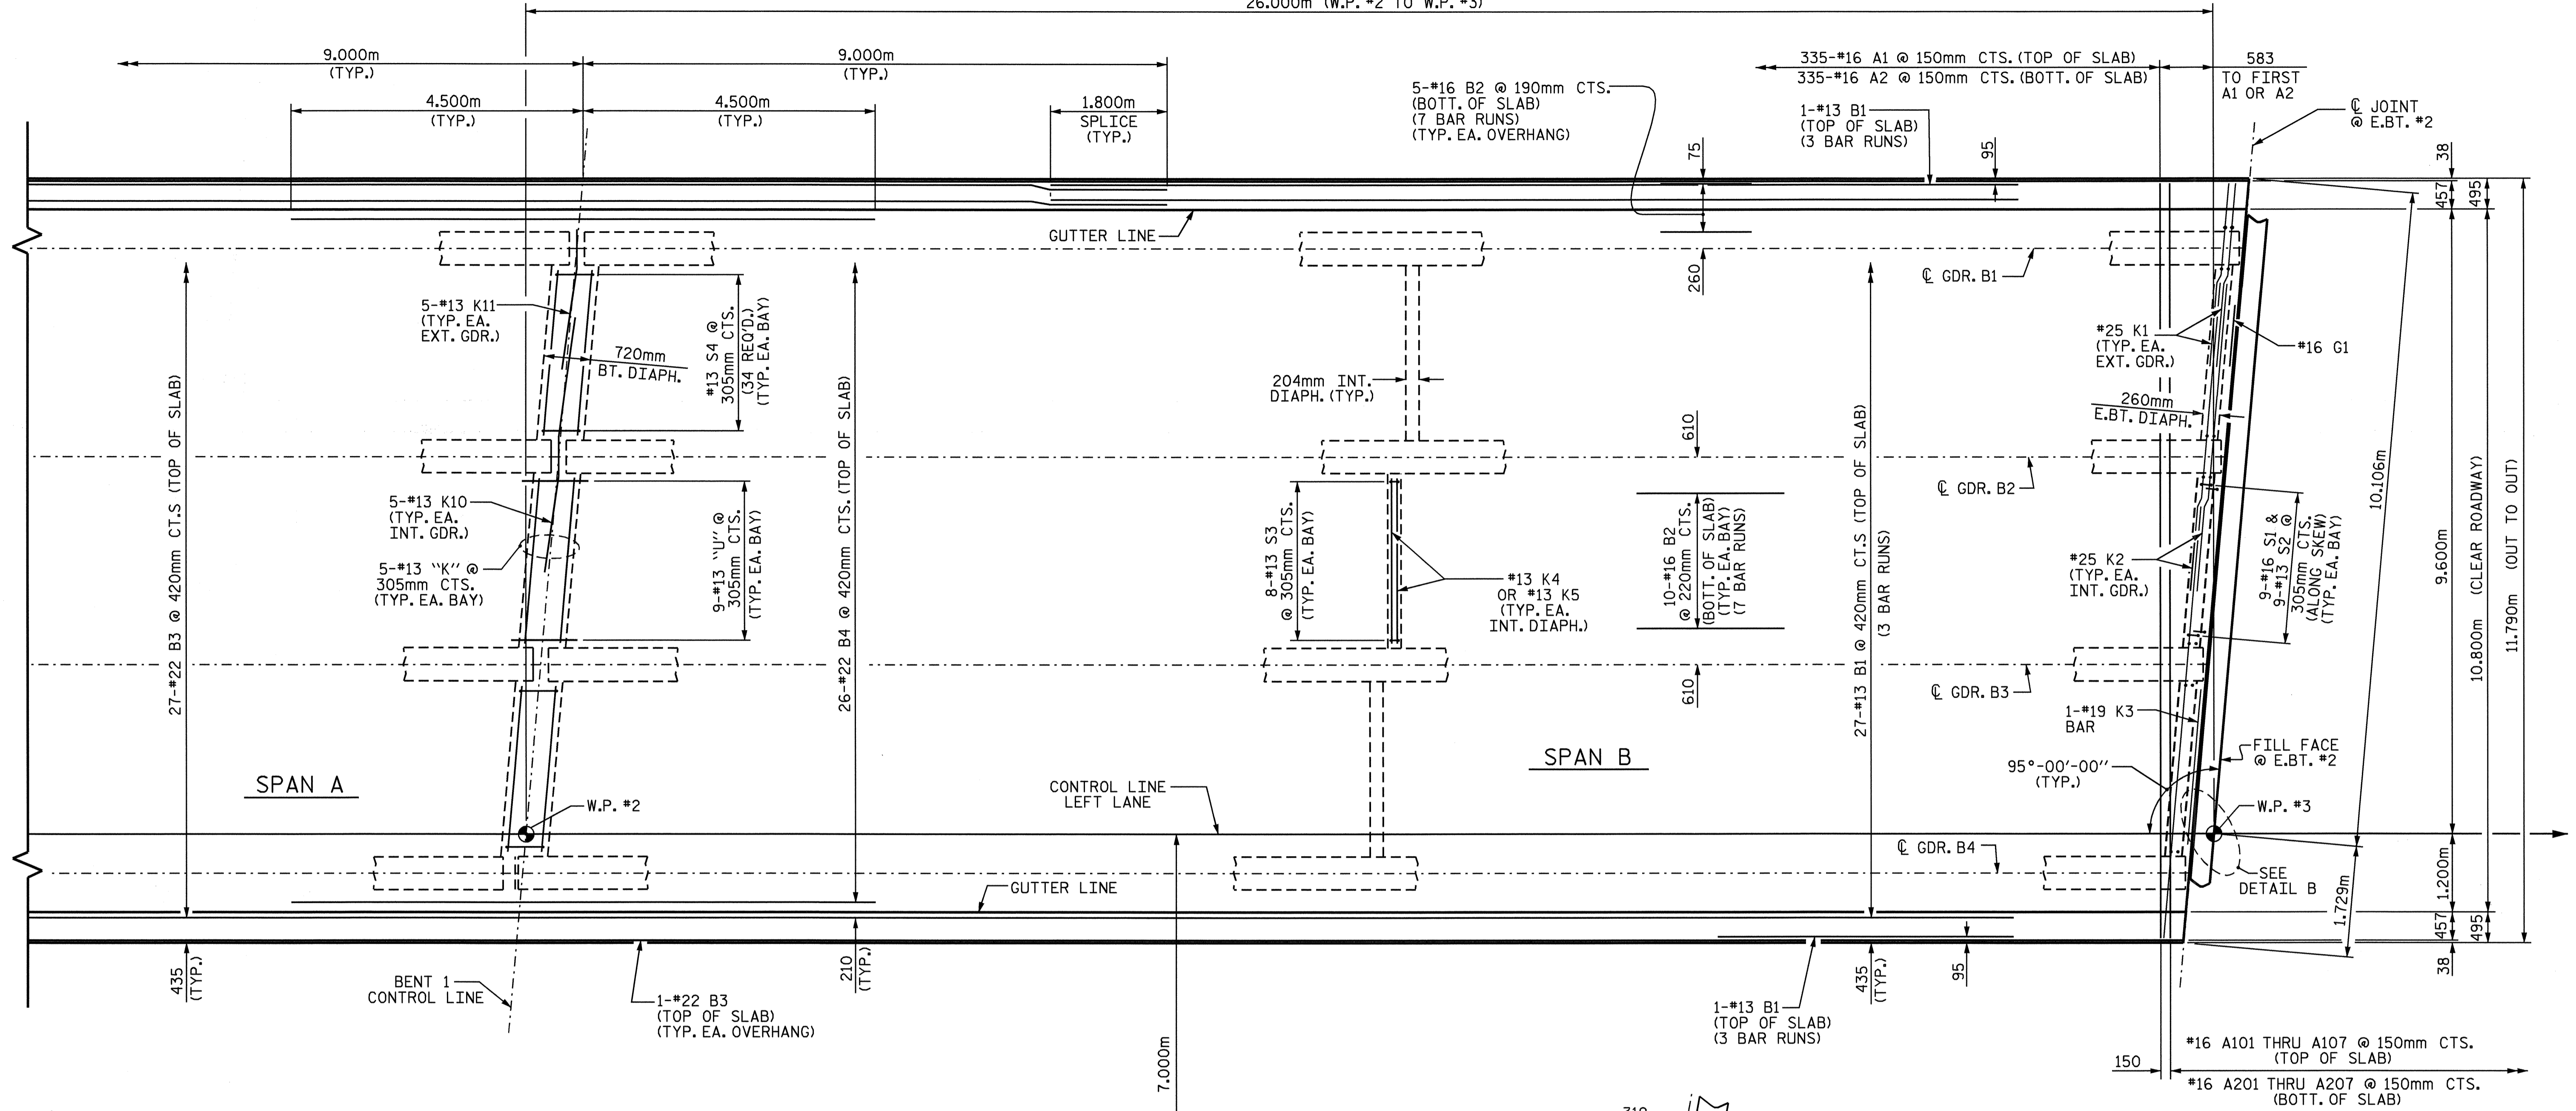 26.000m (W.P. #2 TO W.P. #3)
9.000m
(TYP.)
9.000m
(TYP.)
4.500m
(TYP.)
4.500m
(TYP.)
1.800m
SPLICE
(TYP.)
5-#16 B2 @ 190mm CTS.
(BOTT. OF SLAB)
(7 BAR RUNS)
(TYP. EA. OVERHANG)
335-#16 A1 @ 150mm CTS. (TOP OF SLAB)
335-#16 A2 @ 150mm CTS. (BOTT. OF SLAB)
583
TO FIRST
A1 OR A2
1-#13 B1
(TOP OF SLAB)
(3 BAR RUNS)
℄ JOINT
@ E.BT. #2
75
95
38
457
495
GUTTER LINE
260
℄ GDR. B1
5-#13 K11
(TYP. EA.
EXT. GDR.)
720mm
BT. DIAPH.
#13 S4 @
305mm CTS.
(34 REQ'D.)
(TYP. EA. BAY)
204mm INT.
DIAPH. (TYP.)
#25 K1
(TYP. EA.
EXT. GDR.)
#16 G1
260mm
E.BT. DIAPH.
27-#22 B3 @ 420mm CT.S (TOP OF SLAB)
26-#22 B4 @ 420mm CTS. (TOP OF SLAB)
610
27-#13 B1 @ 420mm CT.S (TOP OF SLAB)
(3 BAR RUNS)
℄ GDR. B2
10.106m
9.600m
10.800m (CLEAR ROADWAY)
11.790m (OUT TO OUT)
5-#13 K10
(TYP. EA.
INT. GDR.)
5-#13 "K" @
305mm CTS.
(TYP. EA. BAY)
9-#13 "U" @
305mm CTS.
(TYP. EA. BAY)
8-#13 S3
@ 305mm CTS.
(TYP. EA. BAY)
#13 K4
OR #13 K5
(TYP. EA.
INT. DIAPH.)
10-#16 B2
@ 220mm CTS.
(BOTT. OF SLAB)
(TYP. EA. BAY)
(7 BAR RUNS)
#25 K2
(TYP. EA.
INT. GDR.)
9-#16 S1 &
9-#13 S2 @
305mm CTS.
(ALONG SKEW)
(TYP. EA. BAY)
610
℄ GDR. B3
1-#19 K3
BAR
SPAN A
SPAN B
FILL FACE
@ E.BT. #2
95°-00'-00"
(TYP.)
CONTROL LINE
LEFT LANE
W.P. #2
W.P. #3
℄ GDR. B4
SEE
DETAIL B
GUTTER LINE
1.729m
1.200m
457
495
38
435
(TYP.)
BENT 1
CONTROL LINE
1-#22 B3
(TOP OF SLAB)
(TYP. EA. OVERHANG)
210
(TYP.)
7.000m
1-#13 B1
(TOP OF SLAB)
(3 BAR RUNS)
435
(TYP.)
95
150
#16 A101 THRU A107 @ 150mm CTS.
(TOP OF SLAB)
#16 A201 THRU A207 @ 150mm CTS.
(BOTT. OF SLAB)